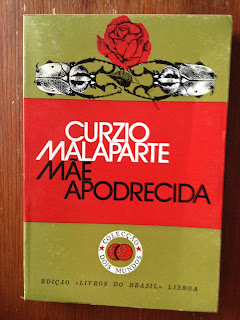 CURZIO
MALAPARTE
MÃE
APODRECIDA
COLECÇÃO
DOIS MUNDOS
EDIÇÃO «LIVROS DO BRASIL» LISBOA